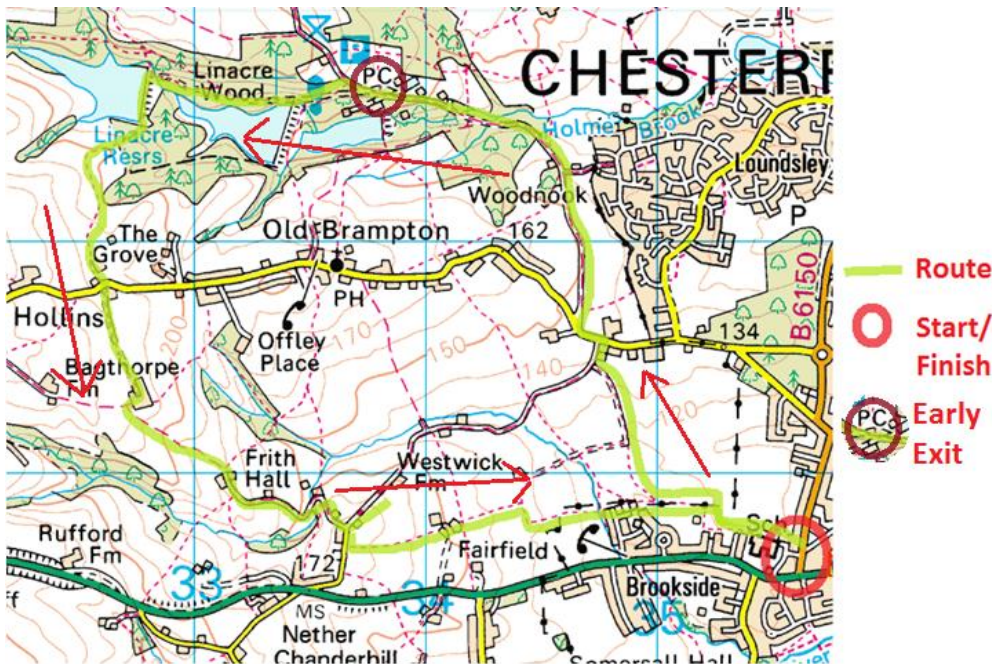 Linacre
Wood
P
PC
CHESTERF
Holme Brook
Linacre
Resrs
Loundsley
Woodnook
P
The
Grove
Old Brampton
162
PH
B 6150
Hollins
200
Offley
Place
170
150
140
134
120
Bagthorpe
Fm
Frith
Hall
Westwick
Fm
Rufford
Fm
172
Fairfield
Sch
Brookside
33
34
35
ff
MS
Nether
Chanderhill
Somersall Hall
Route
Start/
Finish
PC
Early
Exit